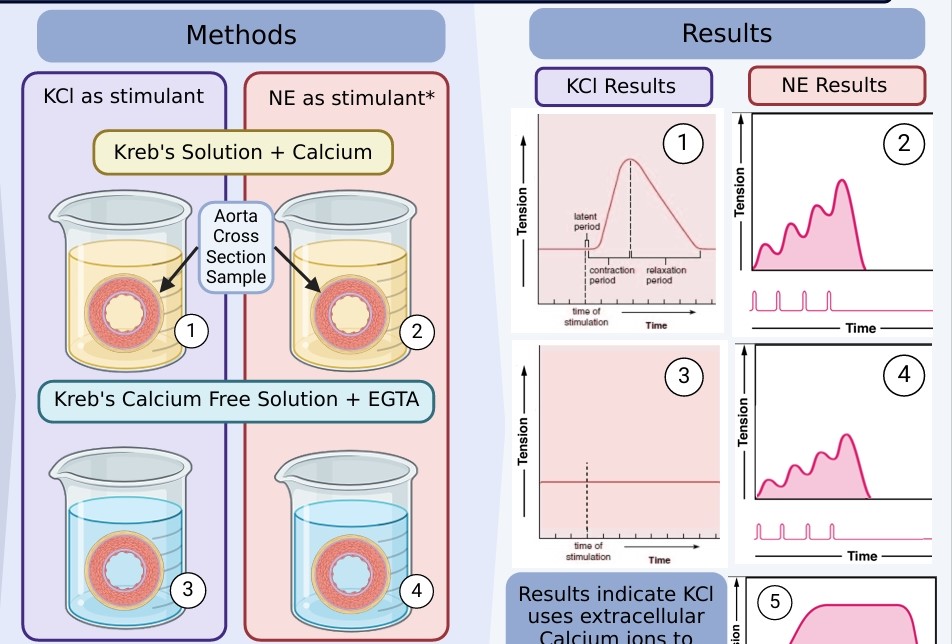 Methods
KCl as stimulant
NE as stimulant*
Kreb's Solution + Calcium
Aorta
Cross
Section
Sample
1
2
Kreb's Calcium Free Solution + EGTA
3
4
Results
KCl Results
NE Results
1
Tension
latent
period
contraction
period
relaxation
period
time of
stimulation
Time
2
Tension
Time
3
Tension
time of
stimulation
Time
4
Tension
Time
Results indicate KCl
uses extracellular
Calcium ions to
5
sion